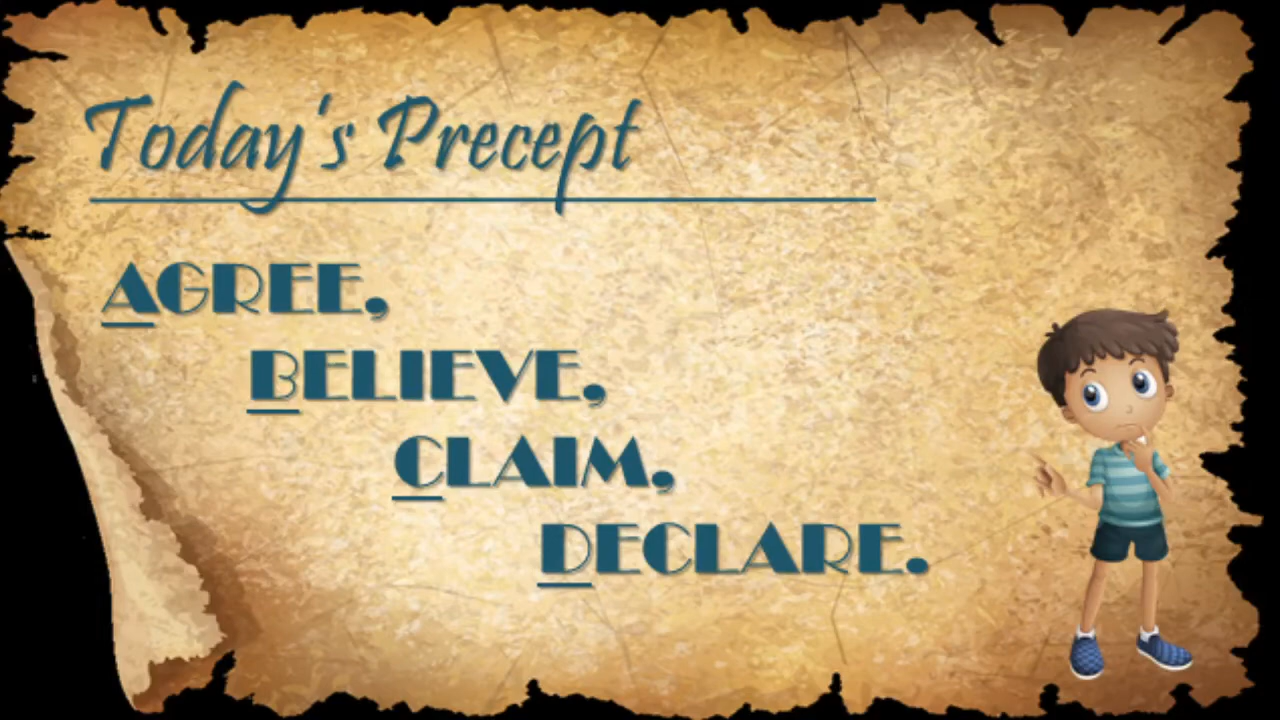 Today's Precept
AGREE,
BELIEVE,
CLAIM,
DECLARE.